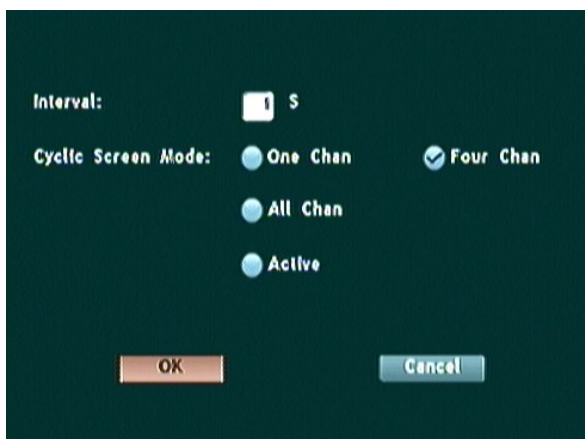 Interval: 1 S
Cyclic Screen Mode: One Chan Four Chan
All Chan
Active
OK Cancel